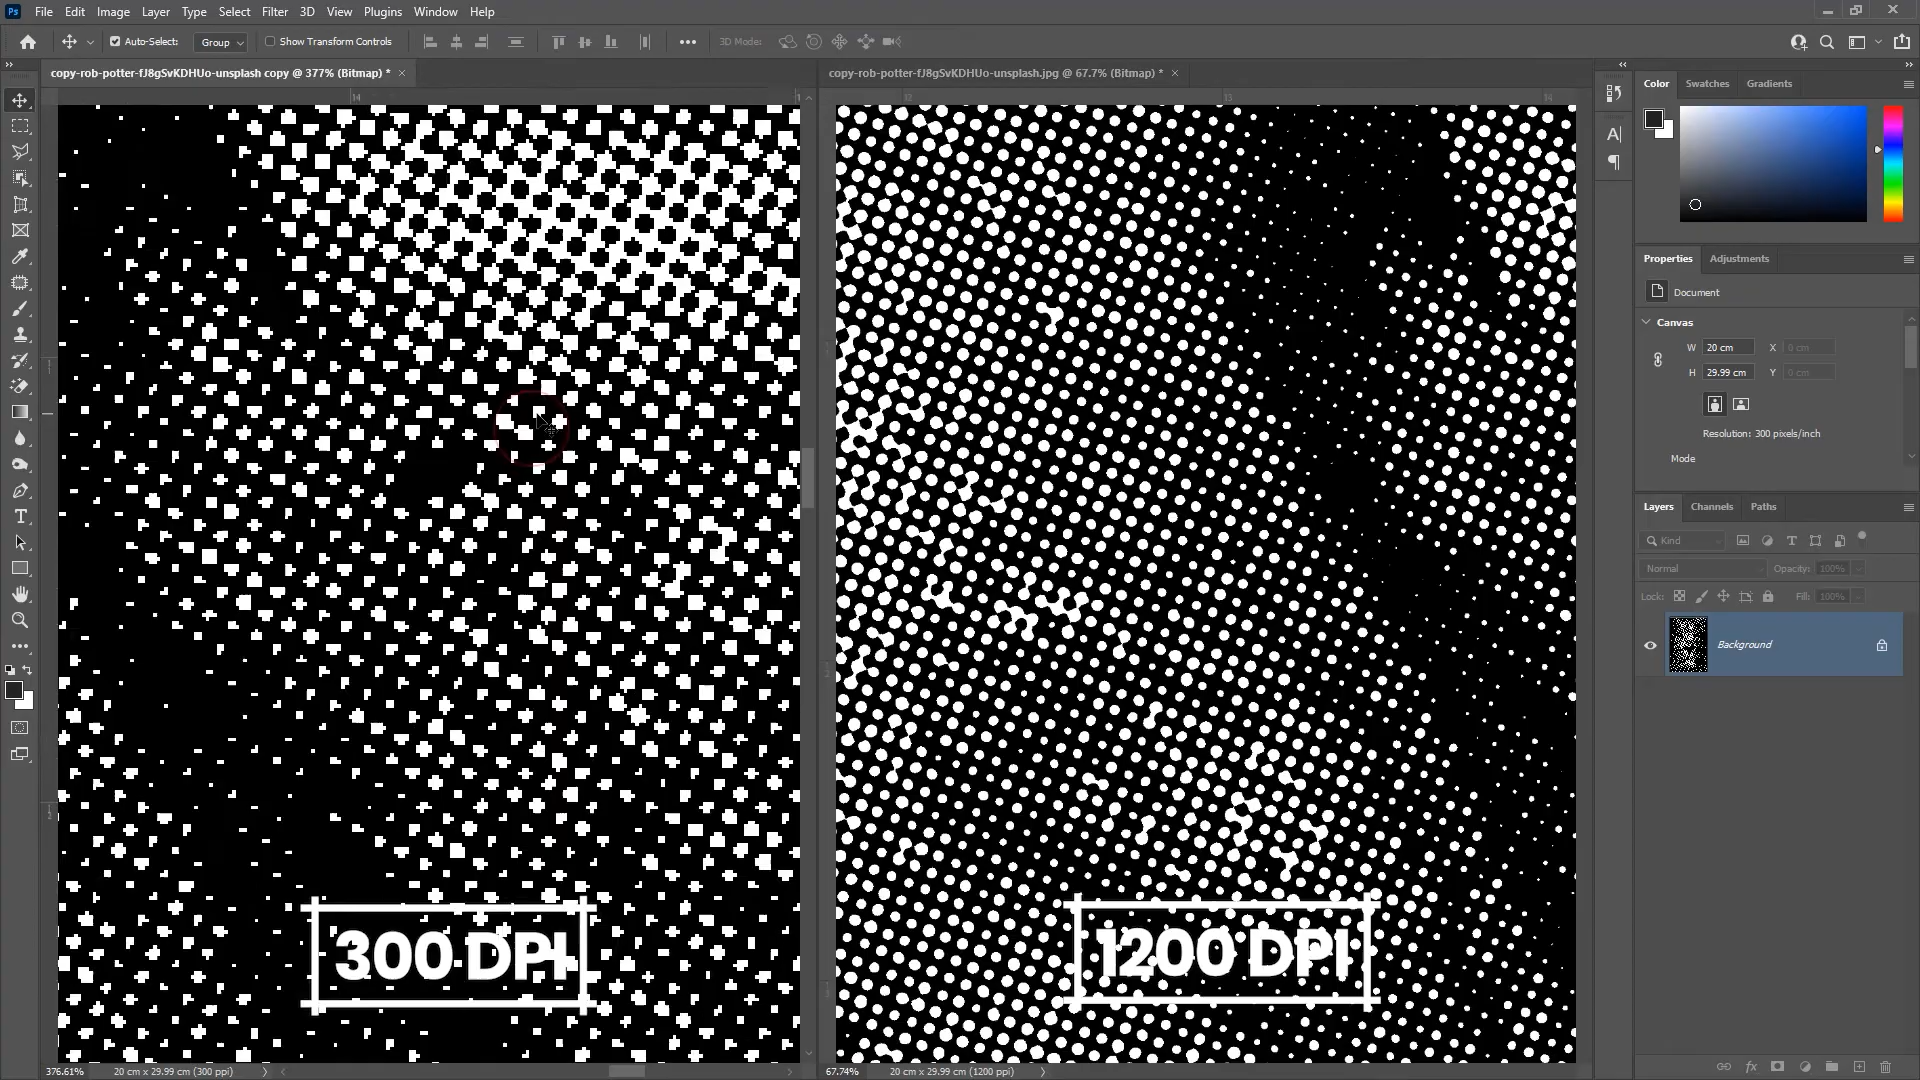 Ps File Edit Image Layer Type Select Filter 3D View Plugins Window Help
Auto-Select: Group Show Transform Controls 3D Mode:
copy-rob-potter-fJ8gSvKDHUo-unsplash copy @ 377% (Bitmap) *
copy-rob-potter-fJ8gSvKDHUo-unsplash.jpg @ 67.7% (Bitmap) *
14
12 13 14
300 DPI
1200 DPI
376.61% 20 cm x 29.99 cm (300 ppi)
67.74% 20 cm x 29.99 cm (1200 ppi)
Color Swatches Gradients
Properties Adjustments
Document
Canvas
W 20 cm X 0 cm
H 29.99 cm Y 0 cm
Resolution: 300 pixels/inch
Mode
Layers Channels Paths
Kind
Normal Opacity: 100%
Lock: Fill: 100%
Background